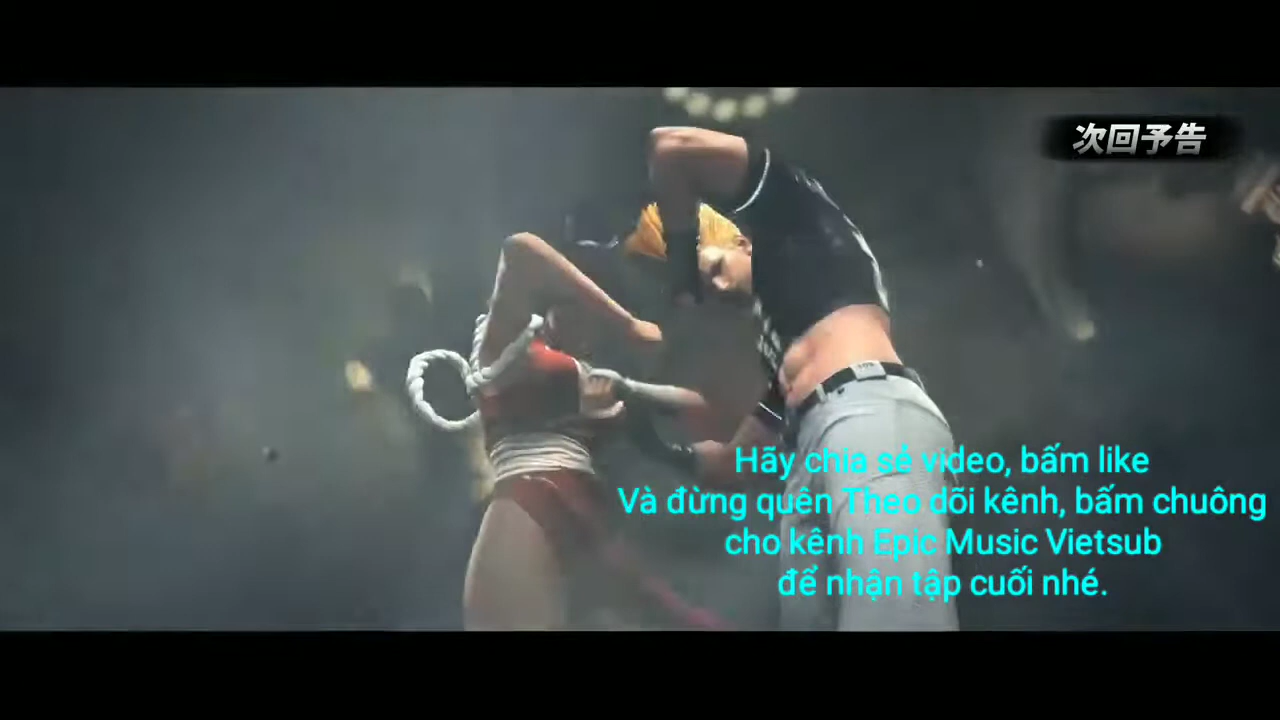 次回予告
Hãy chia sẻ video, bấm like
Và đừng quên Theo dõi kênh, bấm chuông
cho kênh Epic Music Vietsub
để nhận tập cuối nhé.